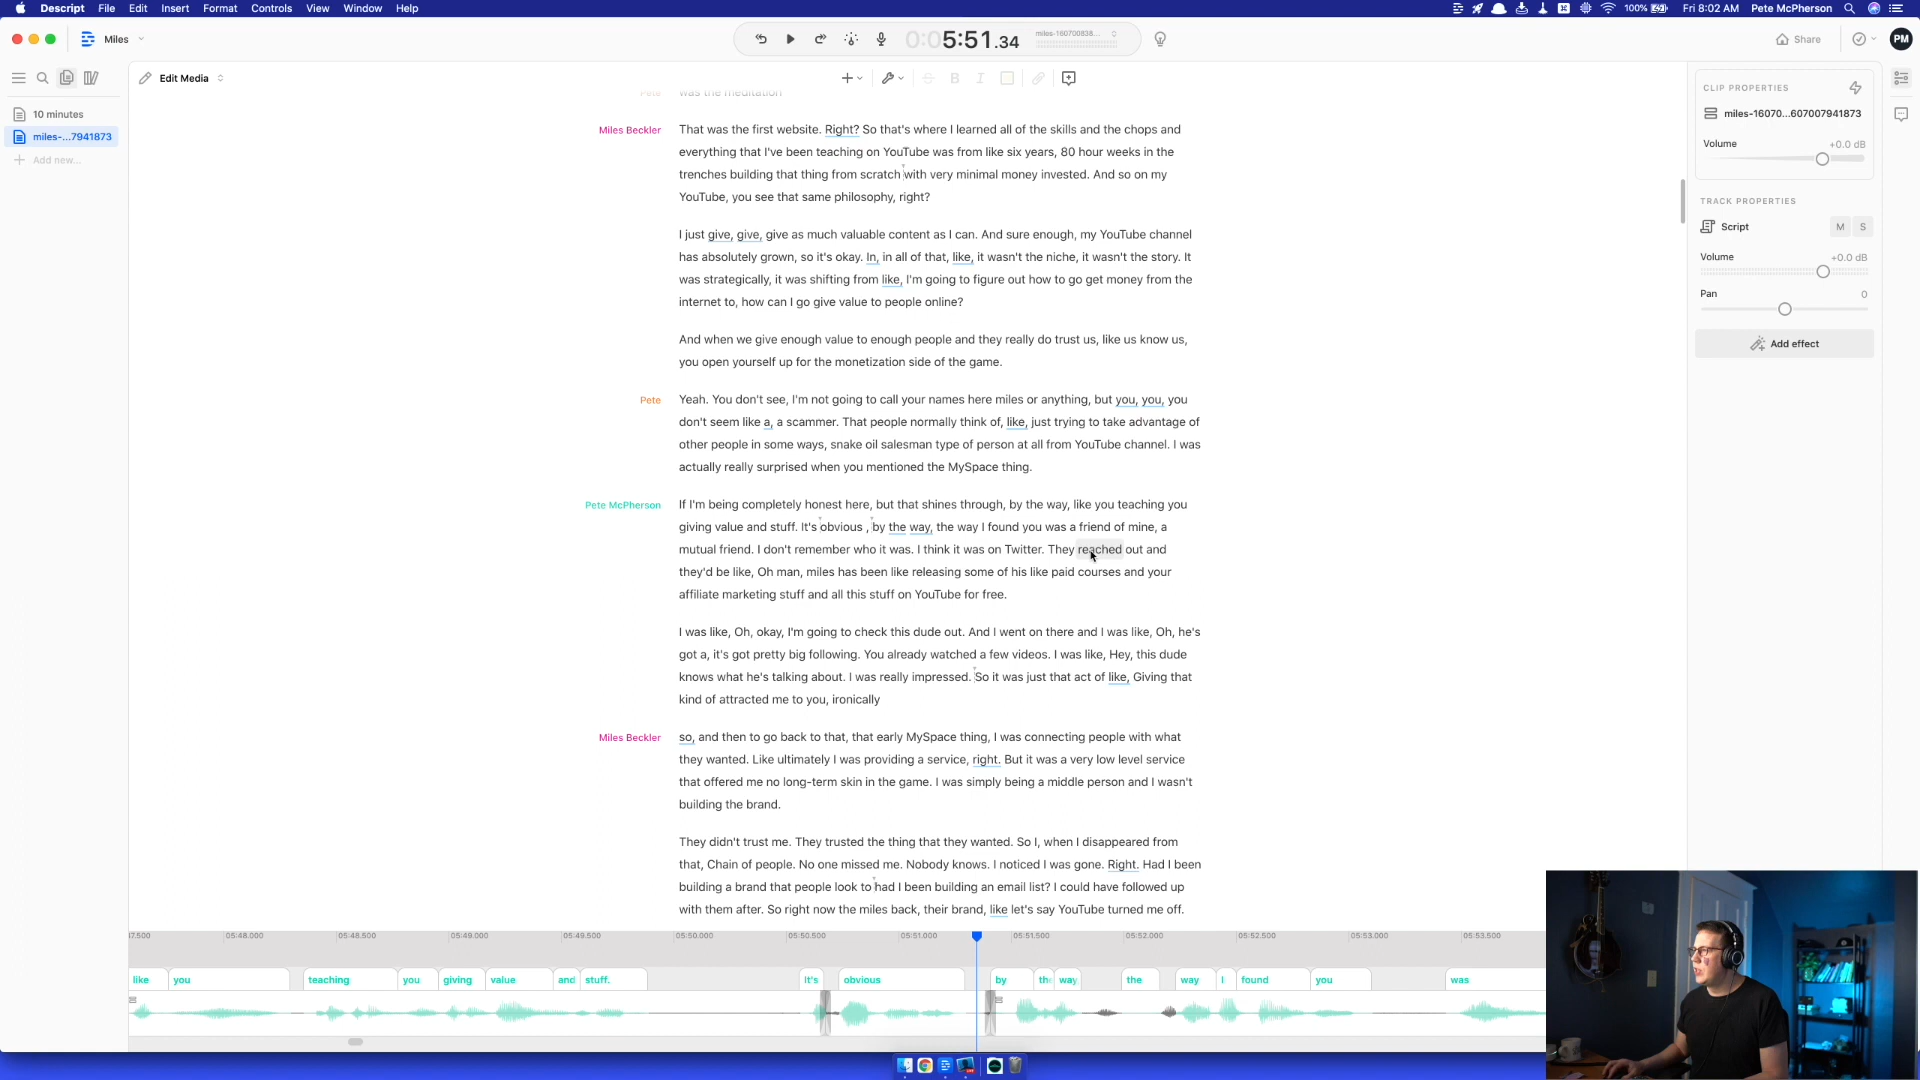 Descript File Edit Insert Format Controls View Window Help
100% Fri 8:02 AM Pete McPherson
Miles
0:05:51.34
miles-160700838...
Share
PM
Edit Media
B I
10 minutes
miles-...7941873
Add new...
Pete was the meditation
Miles Beckler
That was the first website. Right? So that's where I learned all of the skills and the chops and
everything that I've been teaching on YouTube was from like six years, 80 hour weeks in the
trenches building that thing from scratch with very minimal money invested. And so on my
YouTube, you see that same philosophy, right?
I just give, give, give as much valuable content as I can. And sure enough, my YouTube channel
has absolutely grown, so it's okay. In, in all of that, like, it wasn't the niche, it wasn't the story. It
was strategically, it was shifting from like, I'm going to figure out how to go get money from the
internet to, how can I go give value to people online?
And when we give enough value to enough people and they really do trust us, like us know us,
you open yourself up for the monetization side of the game.
Pete
Yeah. You don't see, I'm not going to call your names here miles or anything, but you, you, you
don't seem like a, a scammer. That people normally think of, like, just trying to take advantage of
other people in some ways, snake oil salesman type of person at all from YouTube channel. I was
actually really surprised when you mentioned the MySpace thing.
Pete McPherson
If I'm being completely honest here, but that shines through, by the way, like you teaching you
giving value and stuff. It's obvious , by the way, the way I found you was a friend of mine, a
mutual friend. I don't remember who it was. I think it was on Twitter. They reached out and
they'd be like, Oh man, miles has been like releasing some of his like paid courses and your
affiliate marketing stuff and all this stuff on YouTube for free.
I was like, Oh, okay, I'm going to check this dude out. And I went on there and I was like, Oh, he's
got a, it's got pretty big following. You already watched a few videos. I was like, Hey, this dude
knows what he's talking about. I was really impressed. So it was just that act of like, Giving that
kind of attracted me to you, ironically
Miles Beckler
so, and then to go back to that, that early MySpace thing, I was connecting people with what
they wanted. Like ultimately I was providing a service, right. But it was a very low level service
that offered me no long-term skin in the game. I was simply being a middle person and I wasn't
building the brand.
They didn't trust me. They trusted the thing that they wanted. So I, when I disappeared from
that, Chain of people. No one missed me. Nobody knows. I noticed I was gone. Right. Had I been
building a brand that people look to had I been building an email list? I could have followed up
with them after. So right now the miles back, their brand, like let's say YouTube turned me off.
CLIP PROPERTIES
miles-16070...607007941873
Volume +0.0 dB
TRACK PROPERTIES
Script M S
Volume +0.0 dB
Pan 0
Add effect
05:48.000 05:48.500 05:49.000 05:49.500 05:50.000 05:50.500 05:51.000 05:51.500 05:52.000 05:52.500 05:53.000 05:53.500
like you teaching you giving value and stuff. It's obvious by the way the way I found you was